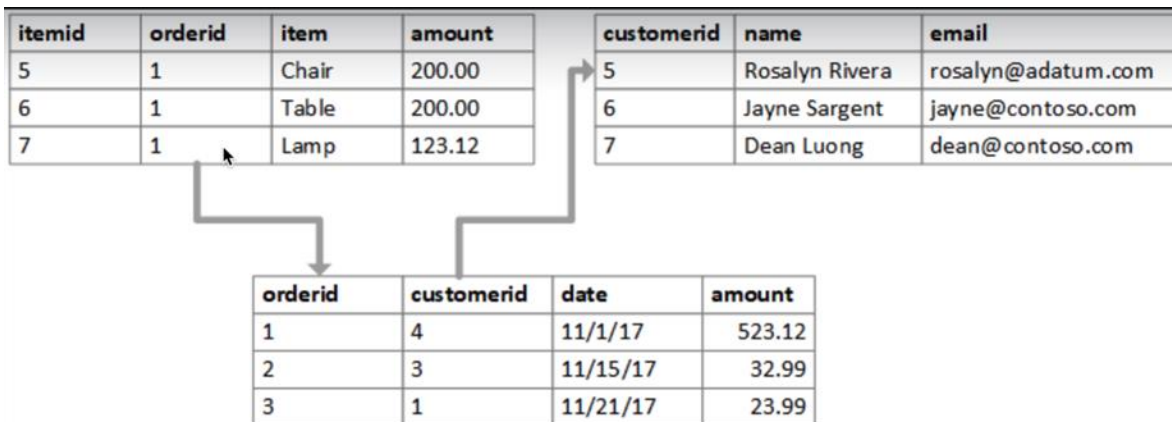 itemid orderid item amount
5 1 Chair 200.00
6 1 Table 200.00
7 1 Lamp 123.12
customerid name email
5 Rosalyn Rivera rosalyn@adatum.com
6 Jayne Sargent jayne@contoso.com
7 Dean Luong dean@contoso.com
orderid customerid date amount
1 4 11/1/17 523.12
2 3 11/15/17 32.99
3 1 11/21/17 23.99